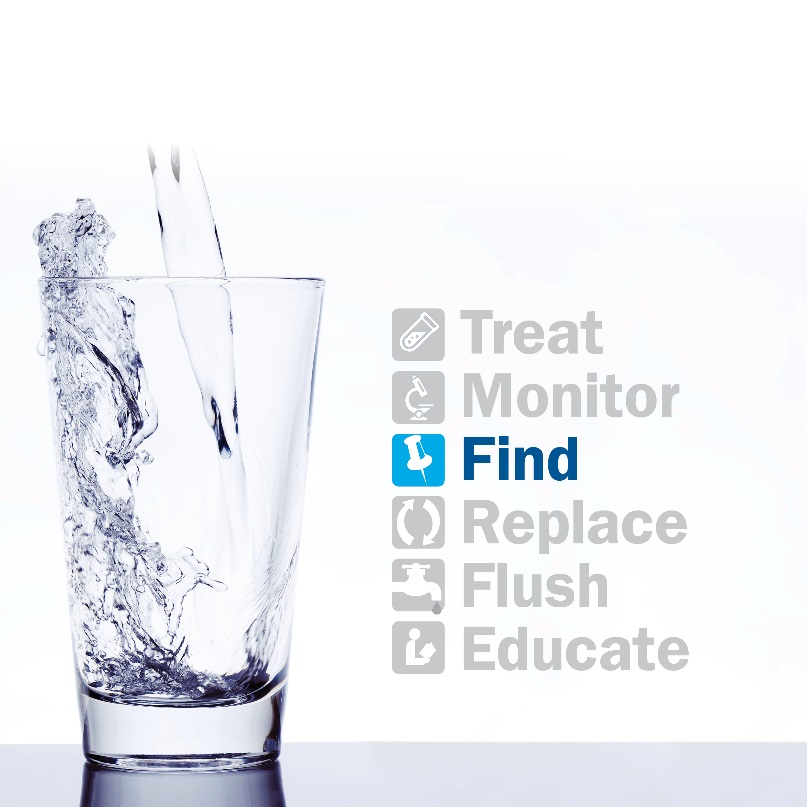 Treat
Monitor
Find
Replace
Flush
Educate